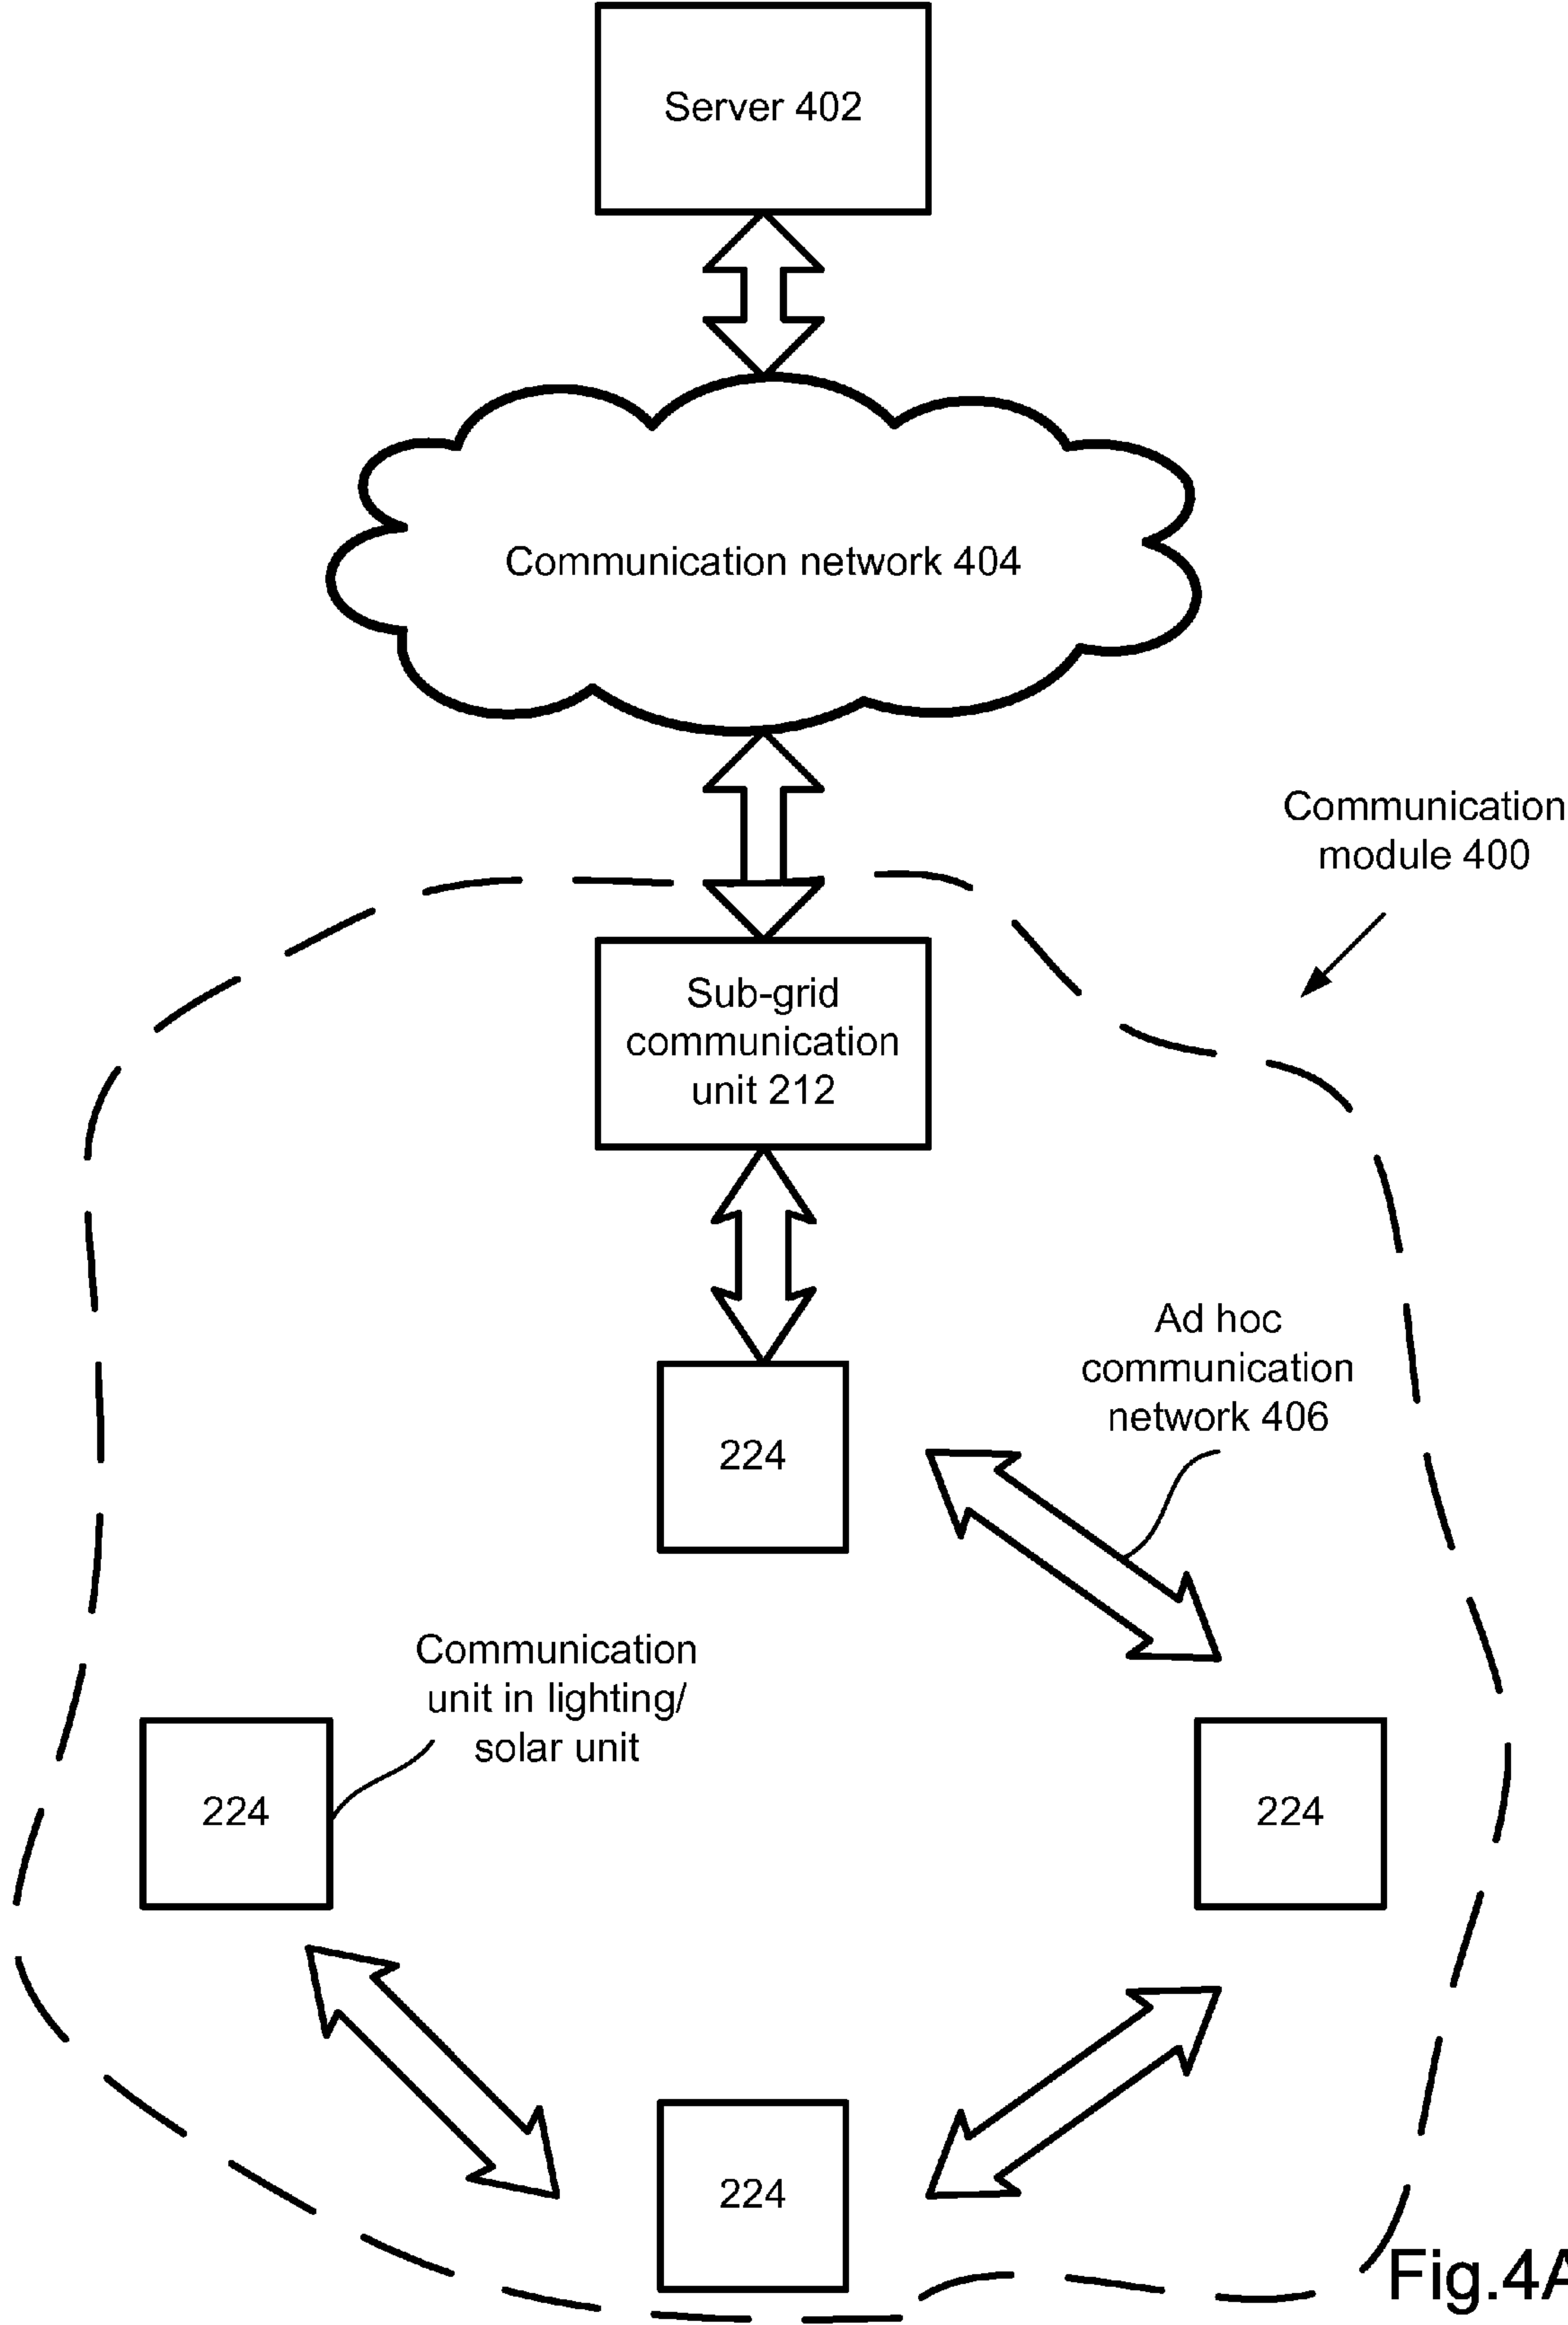 Server 402
Communication network 404
Communication
module 400
Sub-grid
communication
unit 212
Ad hoc
communication
network 406
224
Communication
unit in lighting/
solar unit
224
224
224
Fig.4A